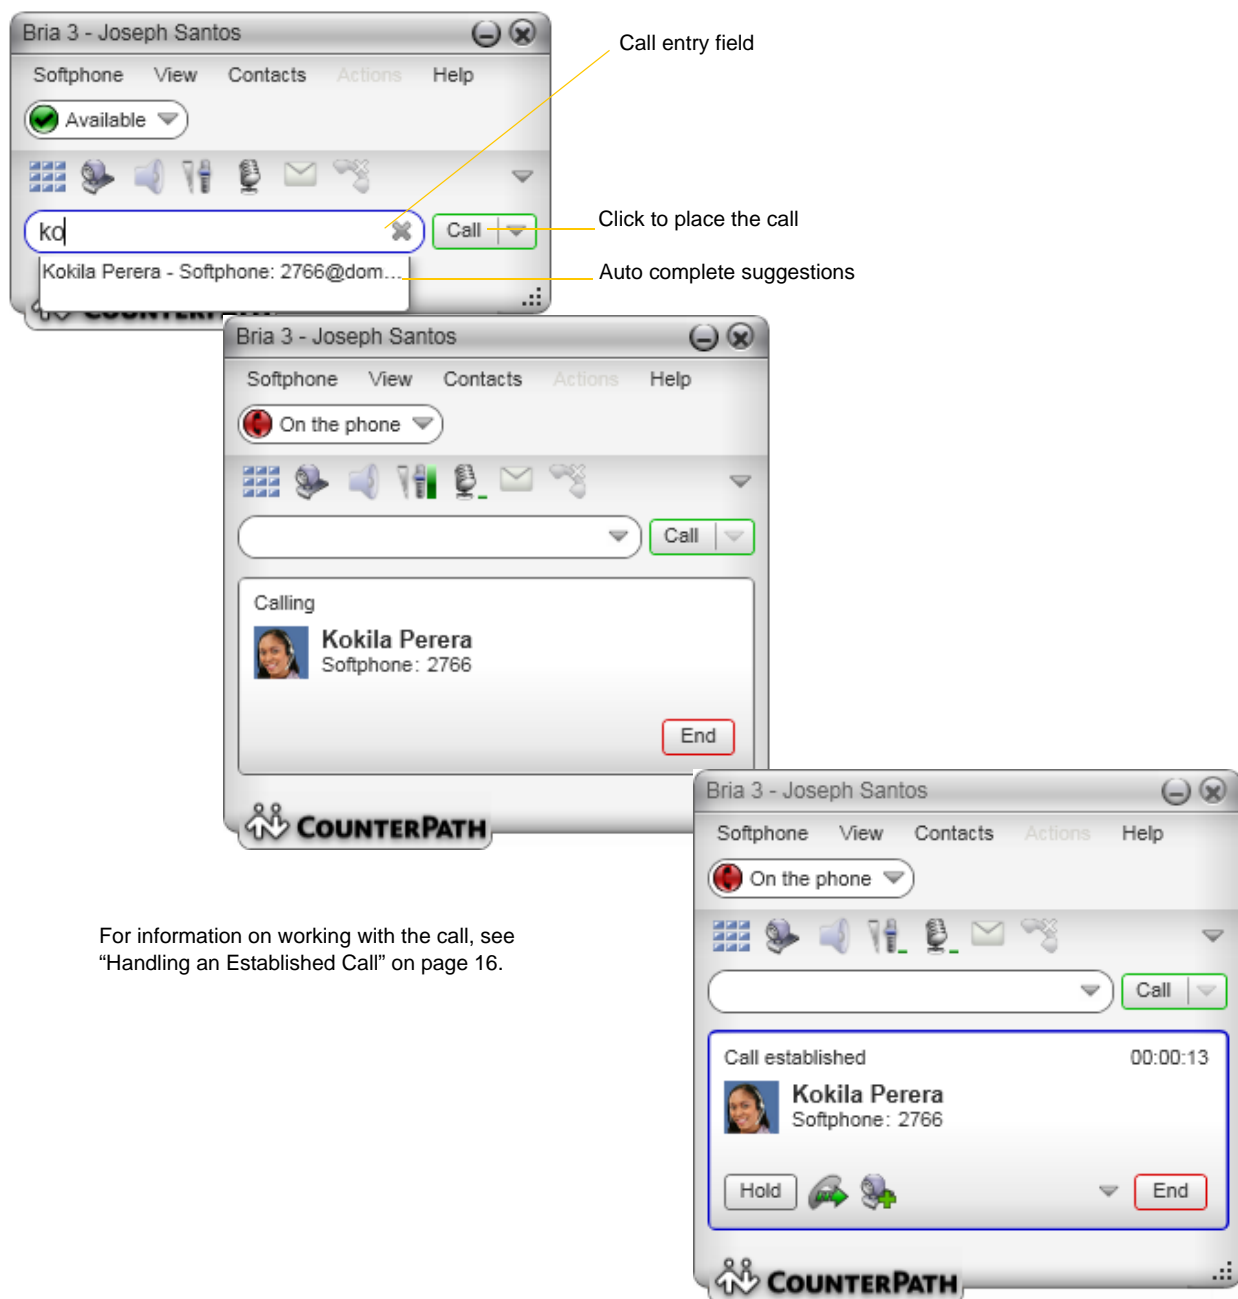 Bria 3 - Joseph Santos
Call entry field
Softphone View Contacts Actions Help
Available
ko
Call
Click to place the call
Kokila Perera - Softphone: 2766@dom...
Auto complete suggestions
COUNTERPATH
Bria 3 - Joseph Santos
Softphone View Contacts Actions Help
On the phone
Call
Calling
Kokila Perera
Softphone: 2766
End
COUNTERPATH
Bria 3 - Joseph Santos
Softphone View Contacts Actions Help
On the phone
For information on working with the call, see
“Handling an Established Call” on page 16.
Call
Call established 00:00:13
Kokila Perera
Softphone: 2766
Hold End
COUNTERPATH